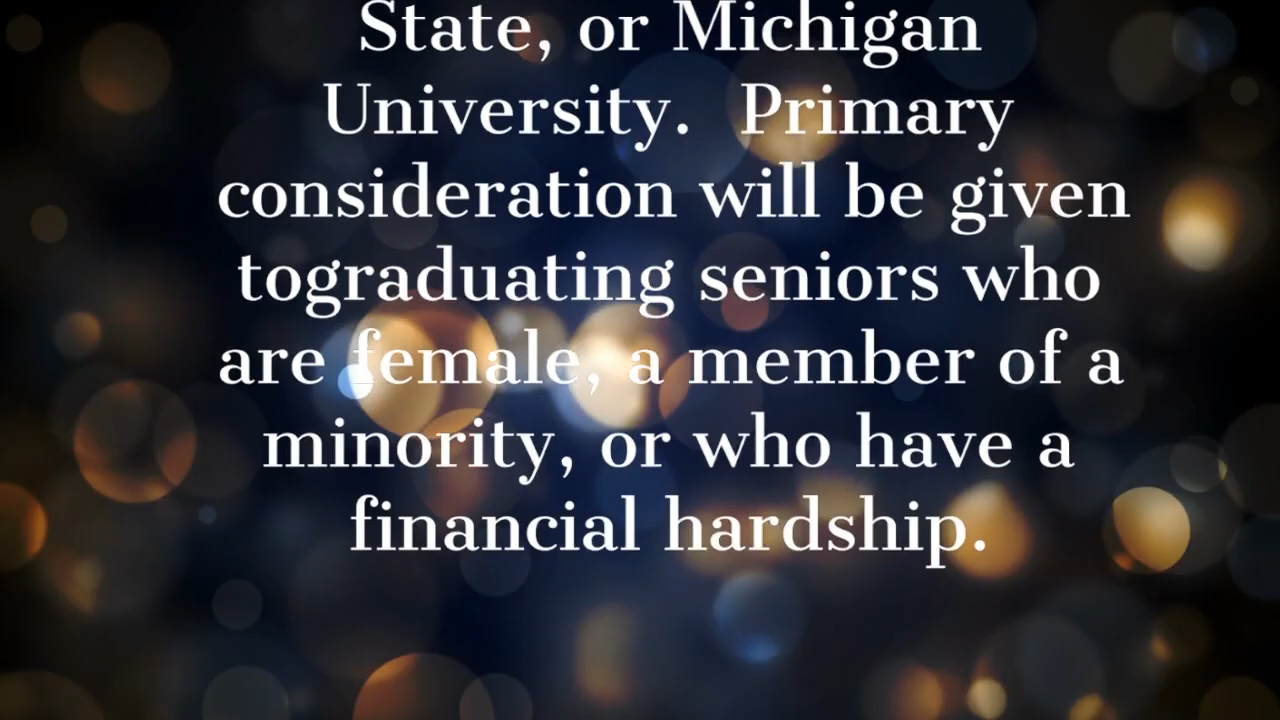 State, or Michigan
University.  Primary
consideration will be given
tograduating seniors who
are female, a member of a
minority, or who have a
financial hardship.